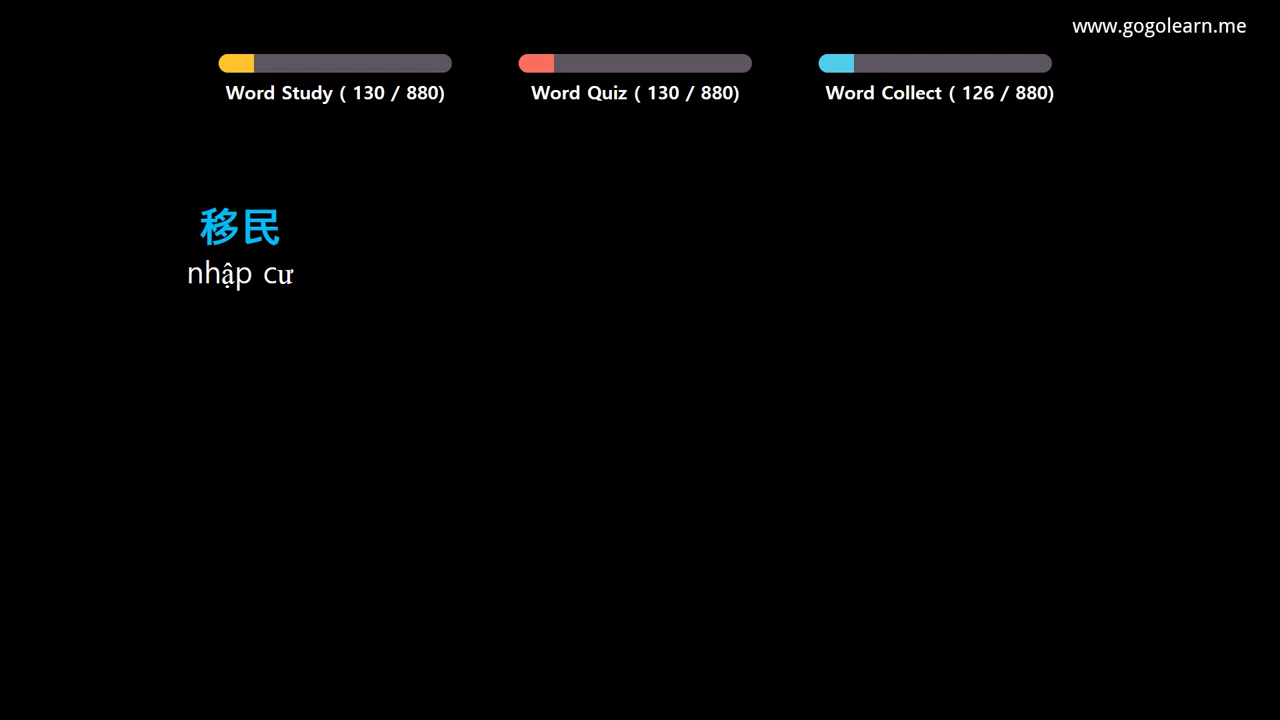 www.gogolearn.me
Word Study ( 130 / 880)
Word Quiz ( 130 / 880)
Word Collect ( 126 / 880)
移民
nhập cư